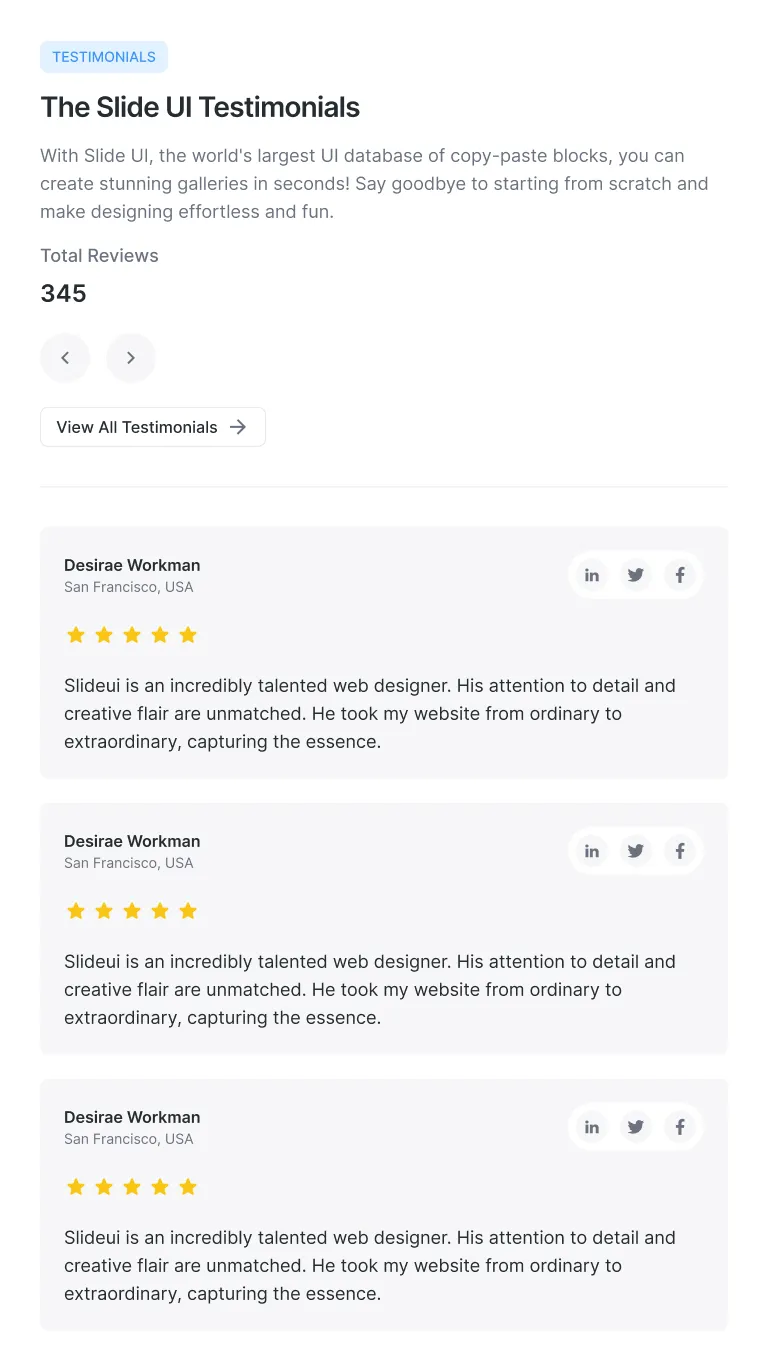 TESTIMONIALS
The Slide UI Testimonials
With Slide UI, the world's largest UI database of copy-paste blocks, you can
create stunning galleries in seconds! Say goodbye to starting from scratch and
make designing effortless and fun.
Total Reviews
345
View All Testimonials
Desirae Workman
San Francisco, USA
Slideui is an incredibly talented web designer. His attention to detail and
creative flair are unmatched. He took my website from ordinary to
extraordinary, capturing the essence.
Desirae Workman
San Francisco, USA
Slideui is an incredibly talented web designer. His attention to detail and
creative flair are unmatched. He took my website from ordinary to
extraordinary, capturing the essence.
Desirae Workman
San Francisco, USA
Slideui is an incredibly talented web designer. His attention to detail and
creative flair are unmatched. He took my website from ordinary to
extraordinary, capturing the essence.